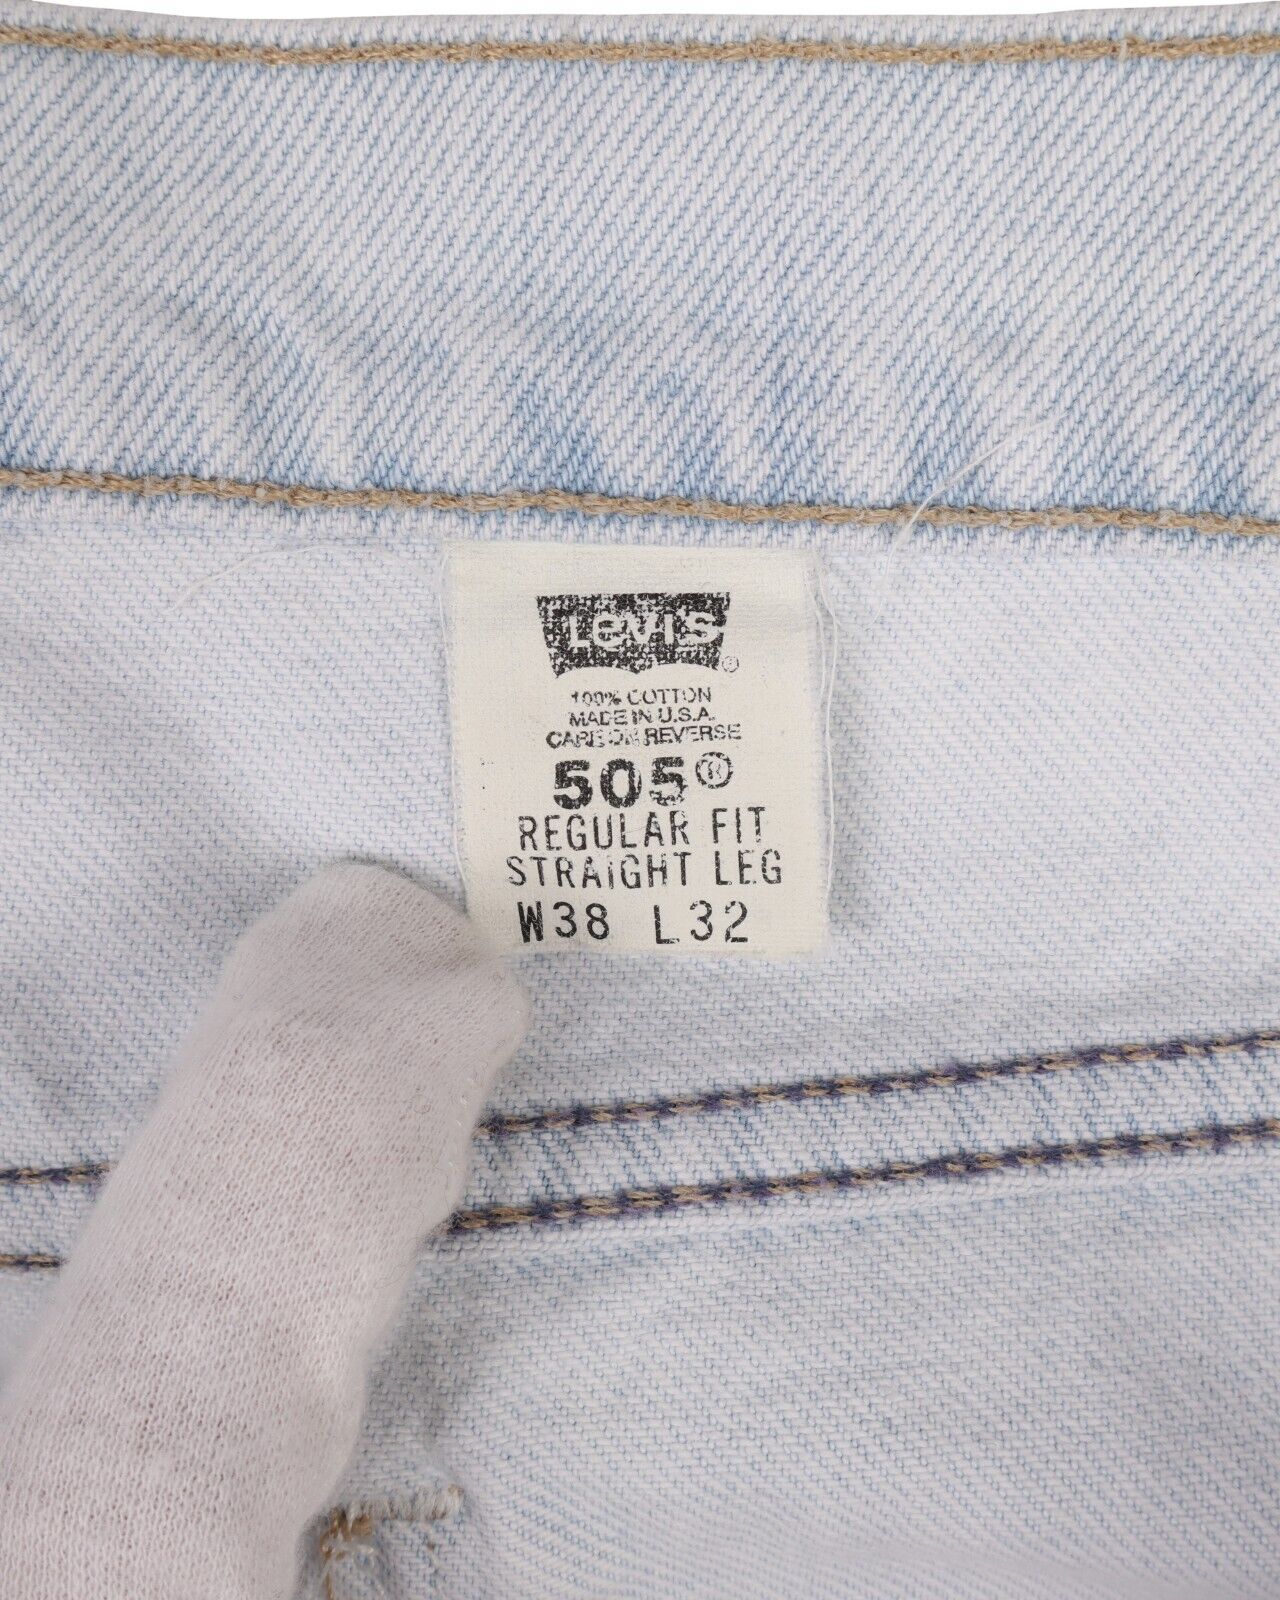 Levi's®
100% COTTON
MADE IN U.S.A.
CARE ON REVERSE
505®
REGULAR FIT
STRAIGHT LEG
W38 L32